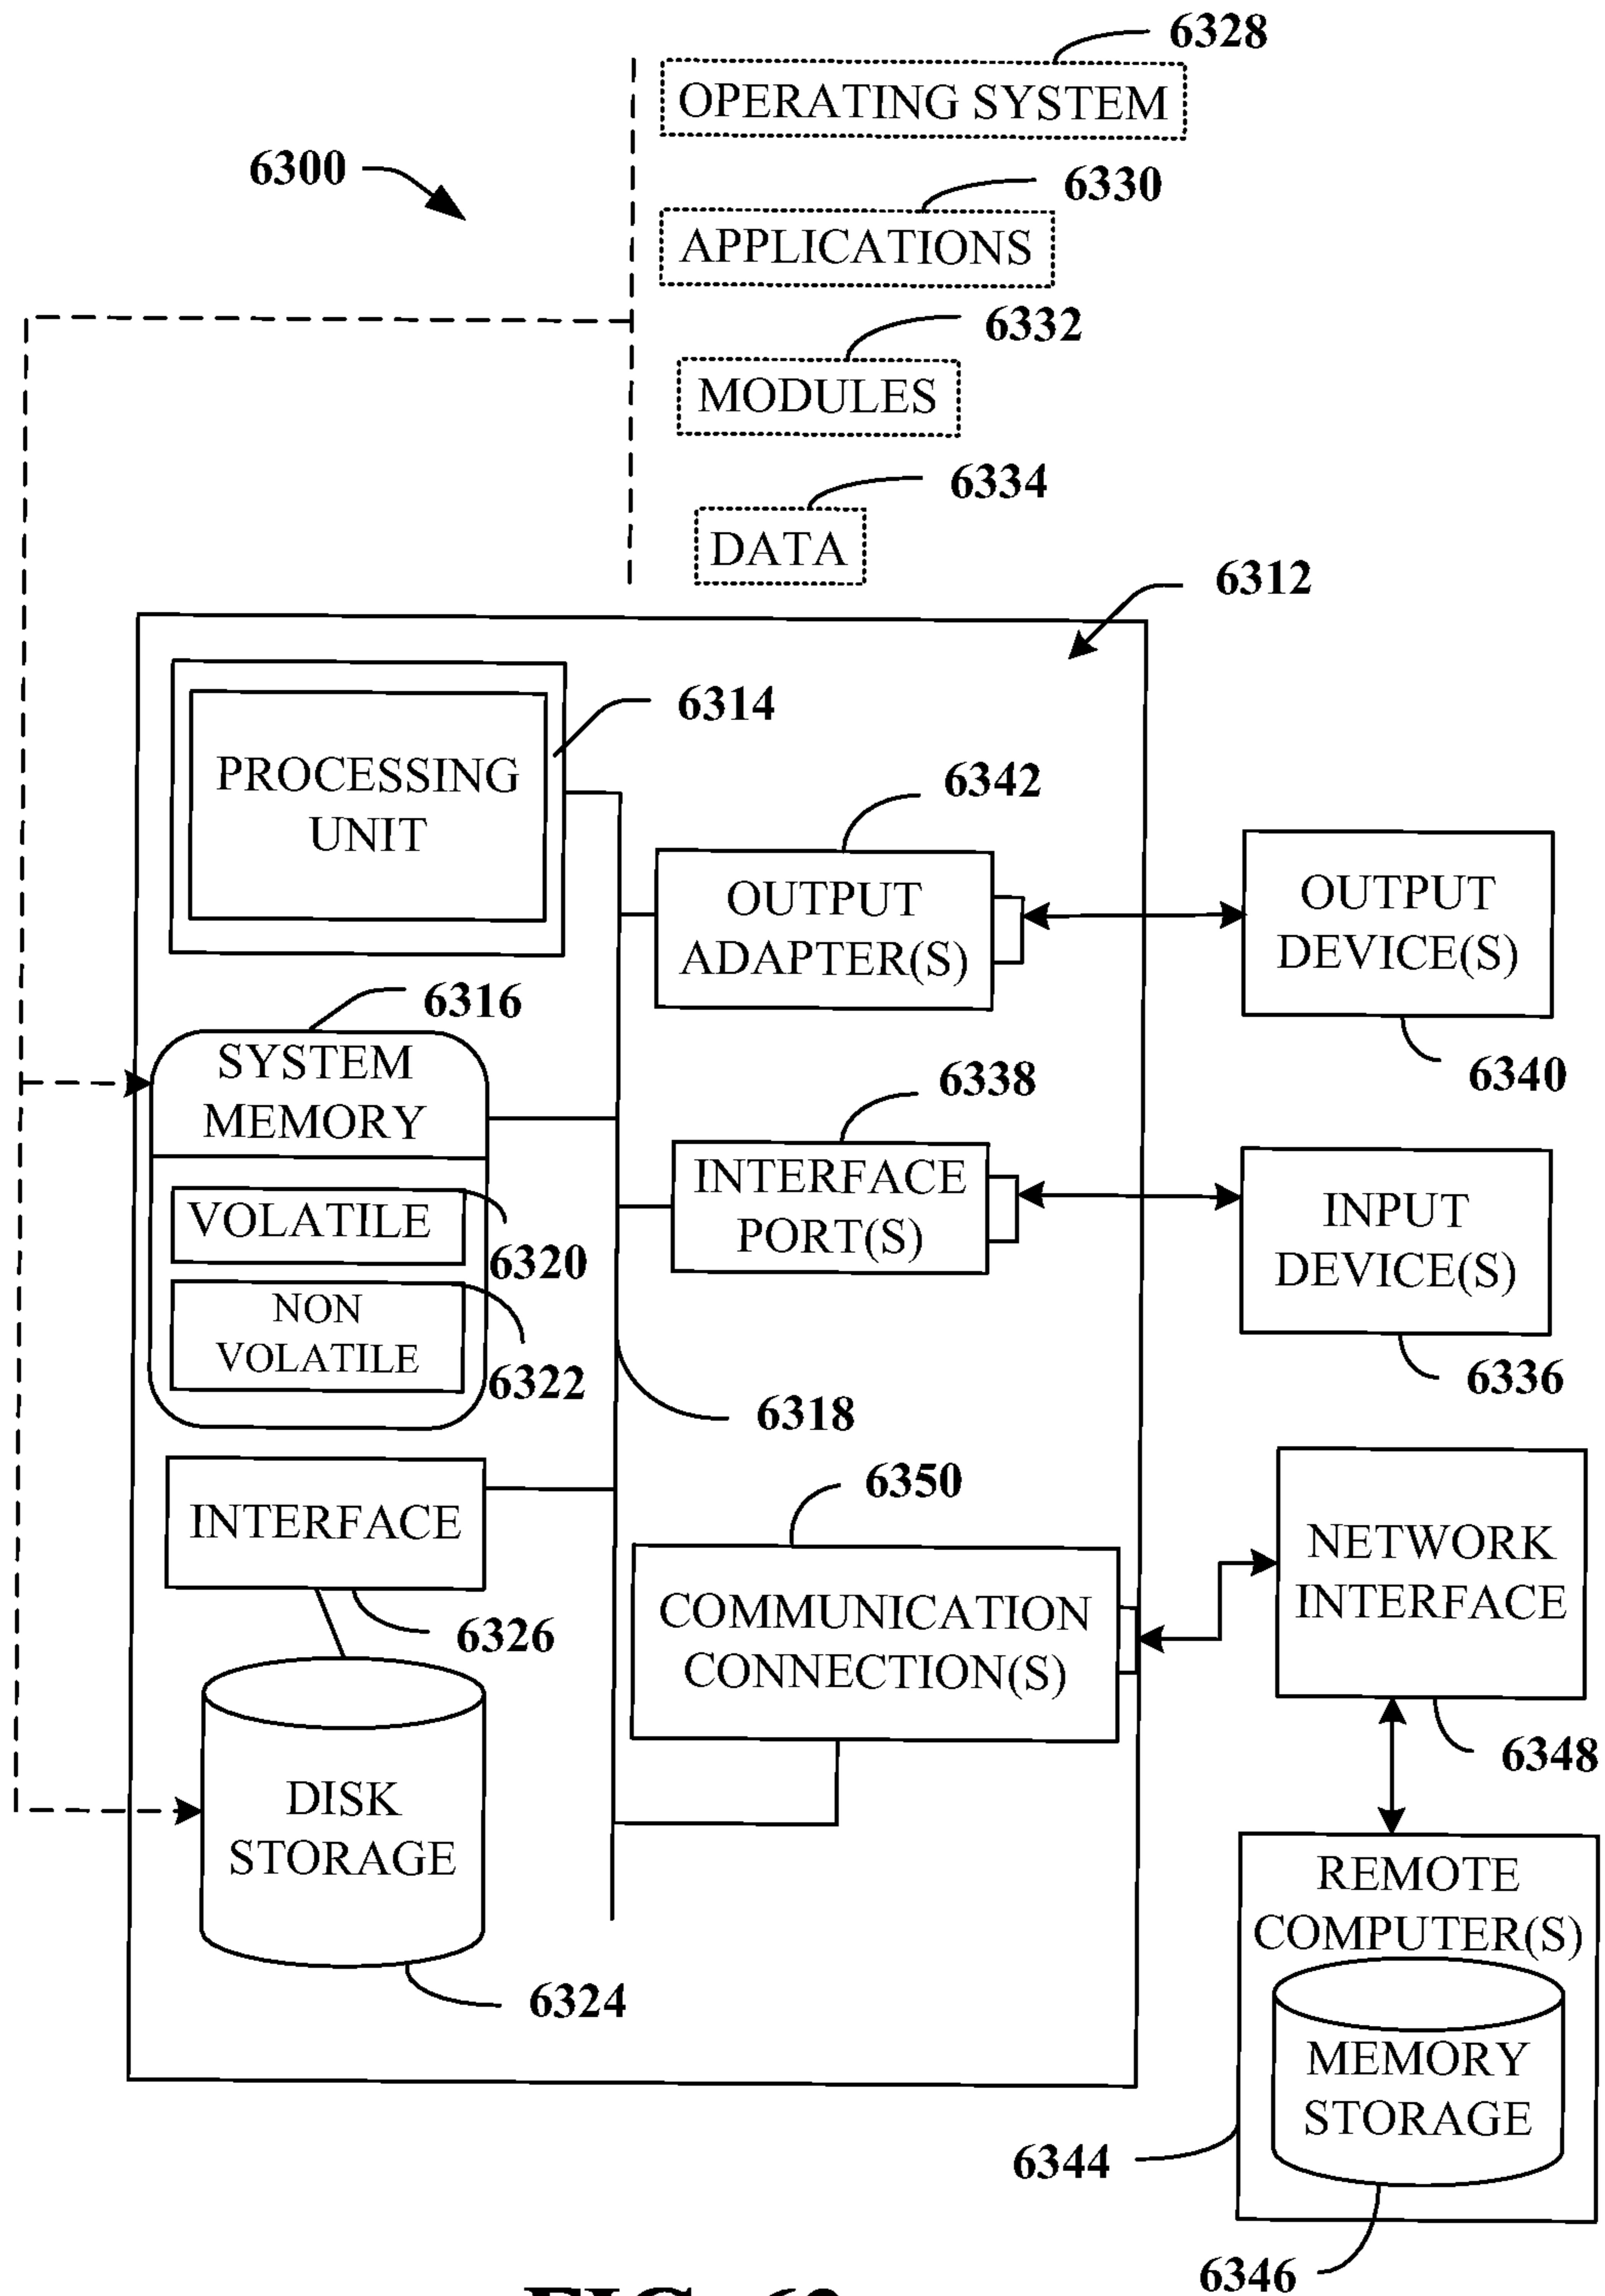 6328
OPERATING SYSTEM
6300
6330
APPLICATIONS
6332
MODULES
6334
DATA
6312
6314
PROCESSING
UNIT
6342
OUTPUT
ADAPTER(S)
OUTPUT
DEVICE(S)
6340
6316
SYSTEM
MEMORY
6338
INTERFACE
PORT(S)
INPUT
DEVICE(S)
6336
VOLATILE
6320
NON
VOLATILE
6322
6318
6350
INTERFACE
6326
COMMUNICATION
CONNECTION(S)
NETWORK
INTERFACE
6348
DISK
STORAGE
6324
REMOTE
COMPUTER(S)
MEMORY
STORAGE
6344
6346